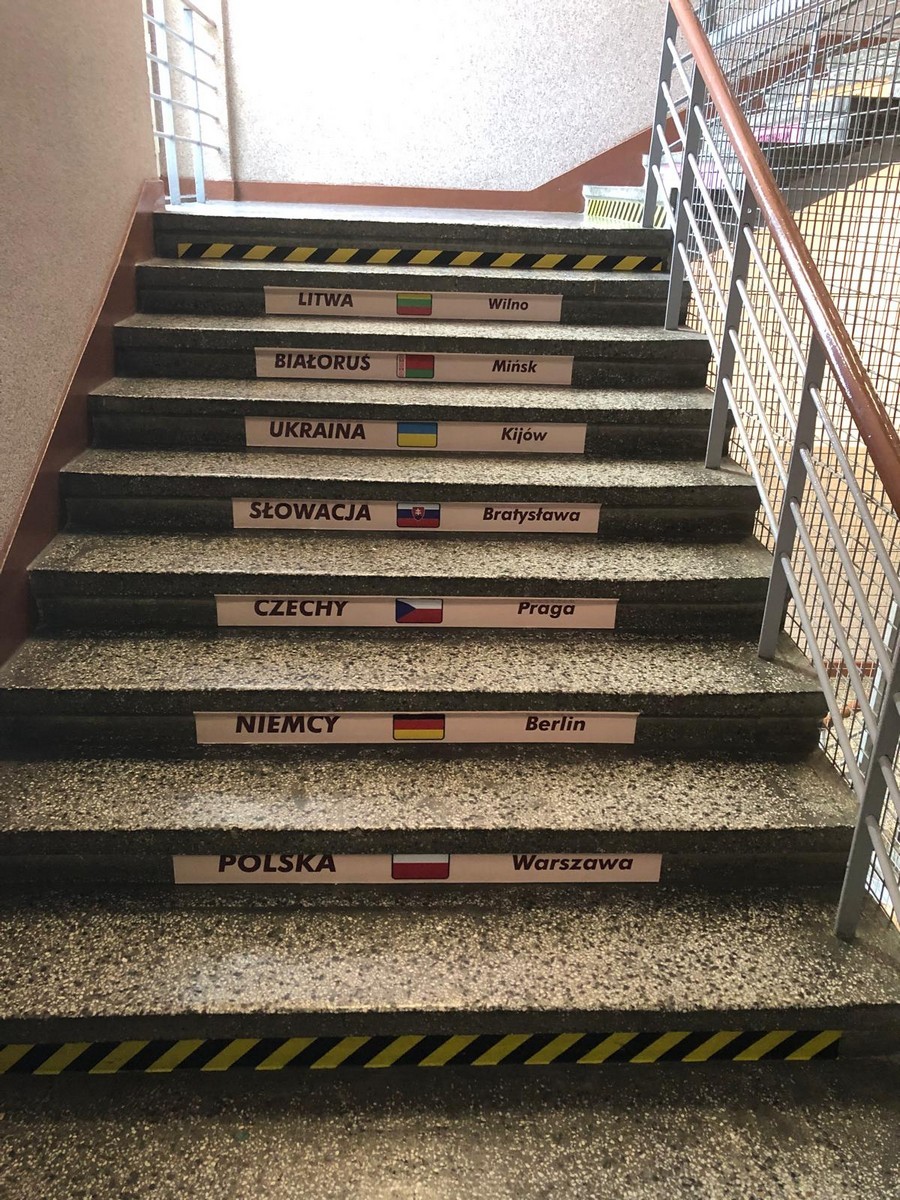 LITWA Wilno
BIAŁORUŚ Mińsk
UKRAINA Kijów
SŁOWACJA Bratysława
CZECHY Praga
NIEMCY Berlin
POLSKA Warszawa